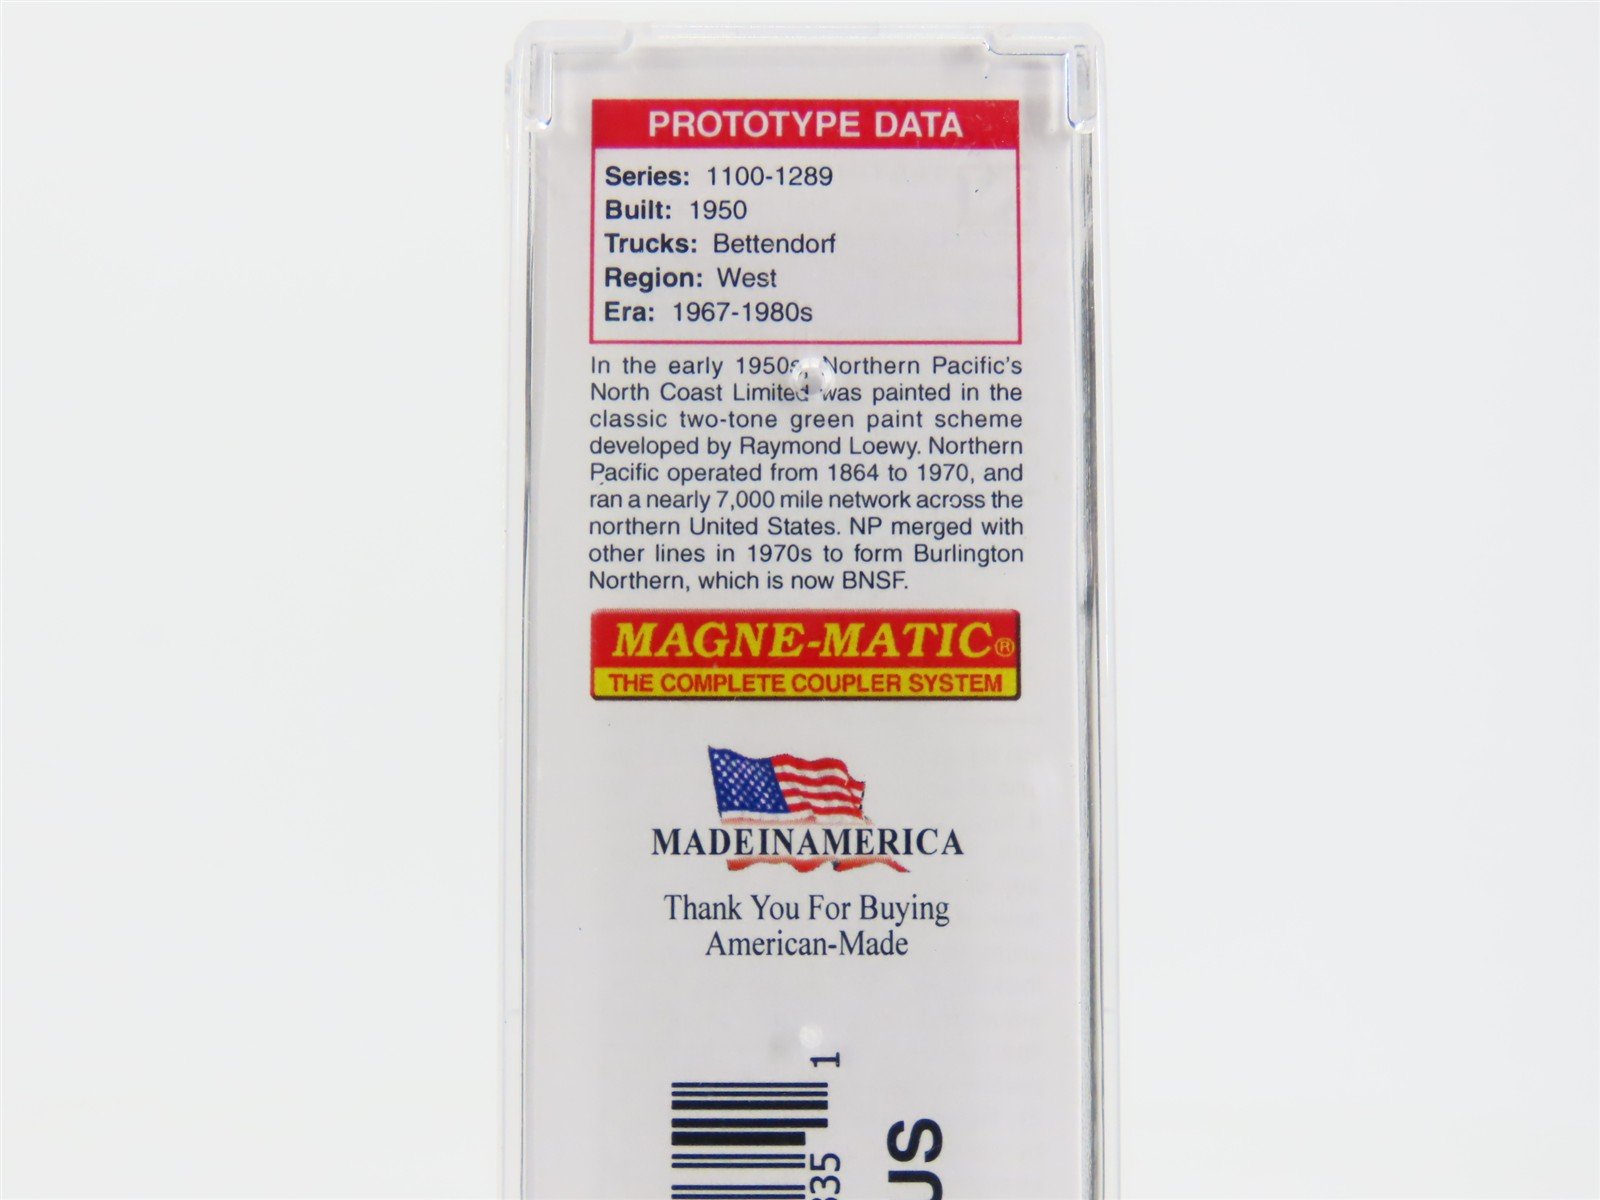 PROTOTYPE DATA
Series: 1100-1289
Built: 1950
Trucks: Bettendorf
Region: West
Era: 1967-1980s
In the early 1950s, Northern Pacific's
North Coast Limited was painted in the
classic two-tone green paint scheme
developed by Raymond Loewy. Northern
Pacific operated from 1864 to 1970, and
ran a nearly 7,000 mile network across the
northern United States. NP merged with
other lines in 1970s to form Burlington
Northern, which is now BNSF.
MAGNE-MATIC®
THE COMPLETE COUPLER SYSTEM
MADEINAMERICA
Thank You For Buying
American-Made
1